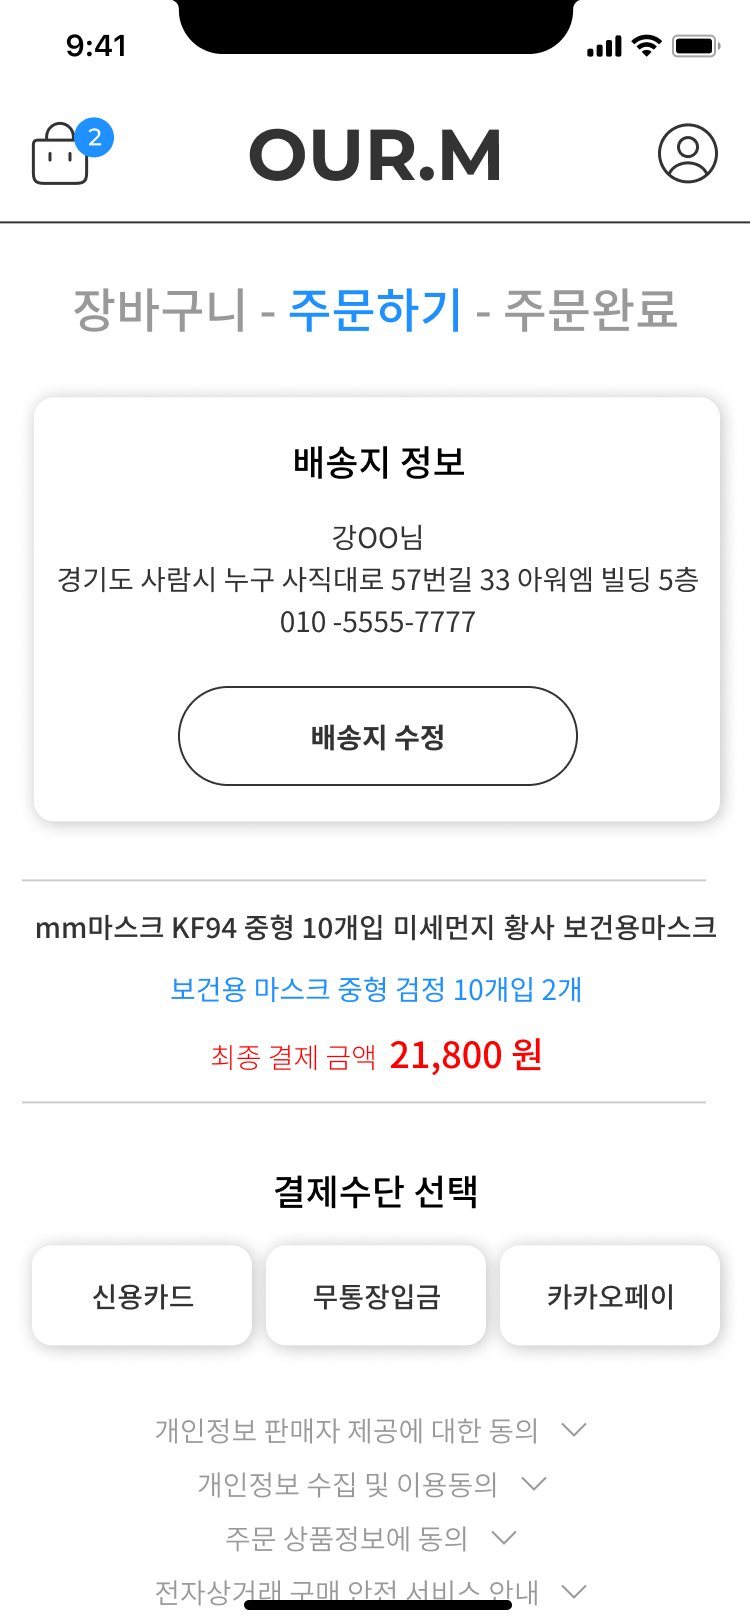 9:41
2
OUR.M
장바구니 - 주문하기 - 주문완료
배송지 정보
강OO님
경기도 사람시 누구 사직대로 57번길 33 아워엠 빌딩 5층
010 -5555-7777
배송지 수정
mm마스크 KF94 중형 10개입 미세먼지 황사 보건용마스크
보건용 마스크 중형 검정 10개입 2개
최종 결제 금액 21,800 원
결제수단 선택
신용카드 무통장입금 카카오페이
개인정보 판매자 제공에 대한 동의
개인정보 수집 및 이용동의
주문 상품정보에 동의
전자상거래 구매 안전 서비스 안내